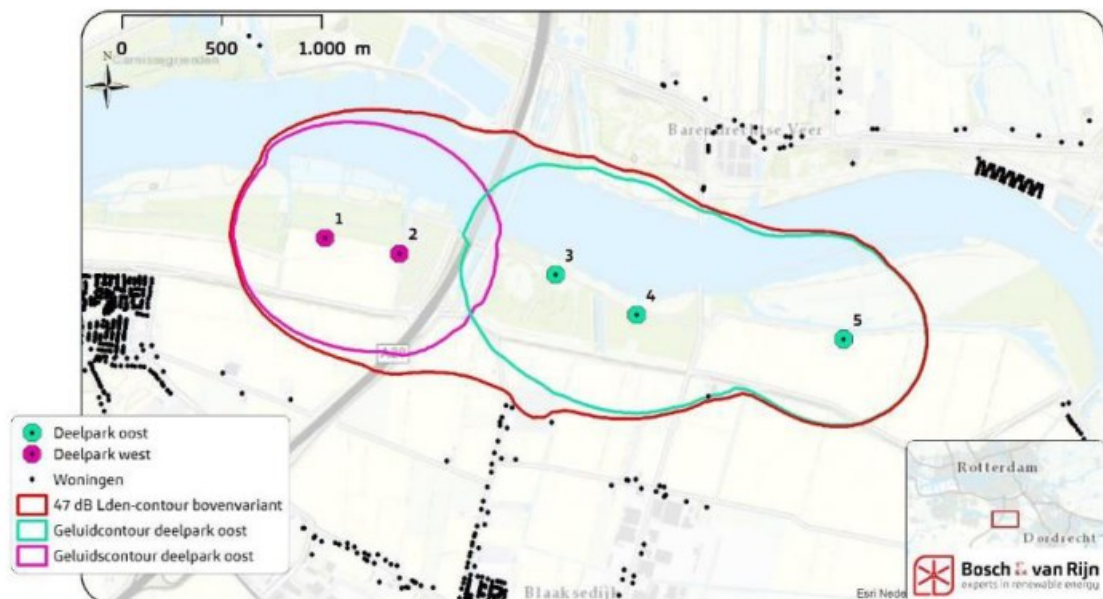 0 500 1.000 m
Carnissegrienden
N
Barendrechtse Veer
1
2
3
4
5
A29
Deelpark oost
Deelpark west
Woningen
47 dB Lden-contour bovenvariant
Geluidcontour deelpark oost
Geluidscontour deelpark oost
Blaaksedijk
Esri Nede
Rotterdam
Dordrecht
Bosch & van Rijn
experts in renewable energy